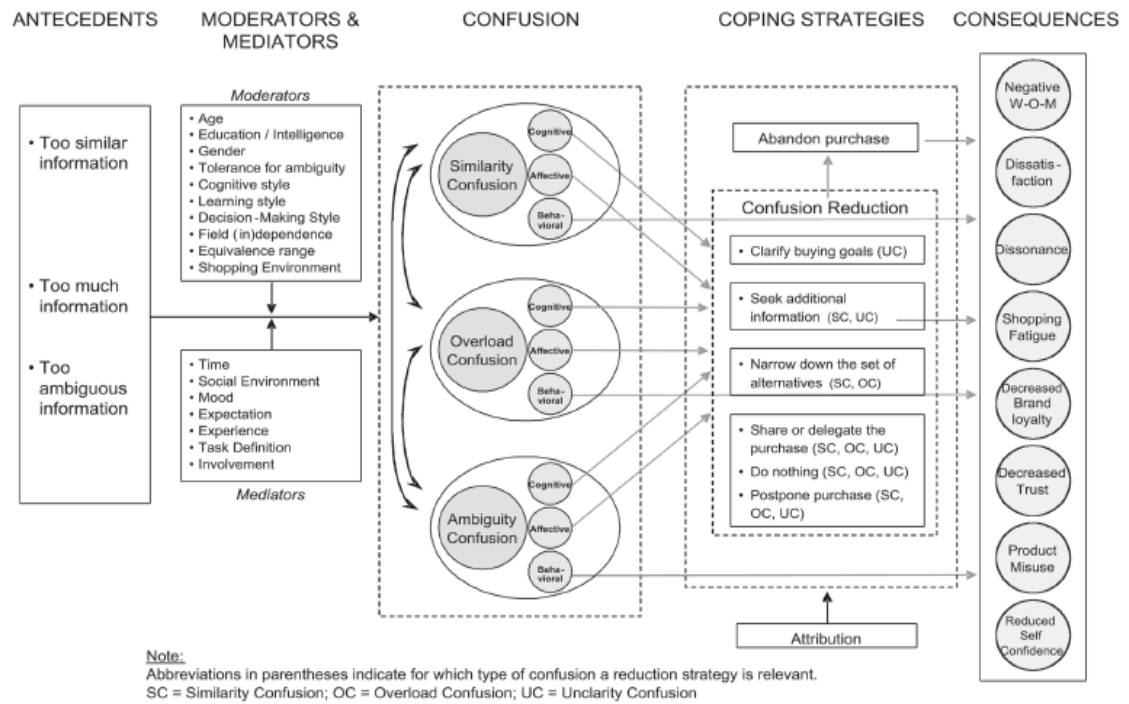 ANTECEDENTS
MODERATORS &
MEDIATORS
CONFUSION
COPING STRATEGIES
CONSEQUENCES
• Too similar
information
• Too much
information
• Too
ambiguous
information
Moderators
• Age
• Education / Intelligence
• Gender
• Tolerance for ambiguity
• Cognitive style
• Learning style
• Decision-Making Style
• Field (in)dependence
• Equivalence range
• Shopping Environment
• Time
• Social Environment
• Mood
• Expectation
• Experience
• Task Definition
• Involvement
Mediators
Similarity
Confusion
Cognitive
Affective
Beha-
vioral
Overload
Confusion
Cognitive
Affective
Beha-
vioral
Ambiguity
Confusion
Cognitive
Affective
Beha-
vioral
Abandon purchase
Confusion Reduction
• Clarify buying goals (UC)
• Seek additional
information (SC, UC)
• Narrow down the set of
alternatives (SC, OC)
• Share or delegate the
purchase (SC, OC, UC)
• Do nothing (SC, OC, UC)
• Postpone purchase (SC,
OC, UC)
Attribution
Negative
W-O-M
Dissatis-
faction
Dissonance
Shopping
Fatigue
Decreased
Brand
loyalty
Decreased
Trust
Product
Misuse
Reduced
Self
Confidence
Note:
Abbreviations in parentheses indicate for which type of confusion a reduction strategy is relevant.
SC = Similarity Confusion; OC = Overload Confusion; UC = Unclarity Confusion